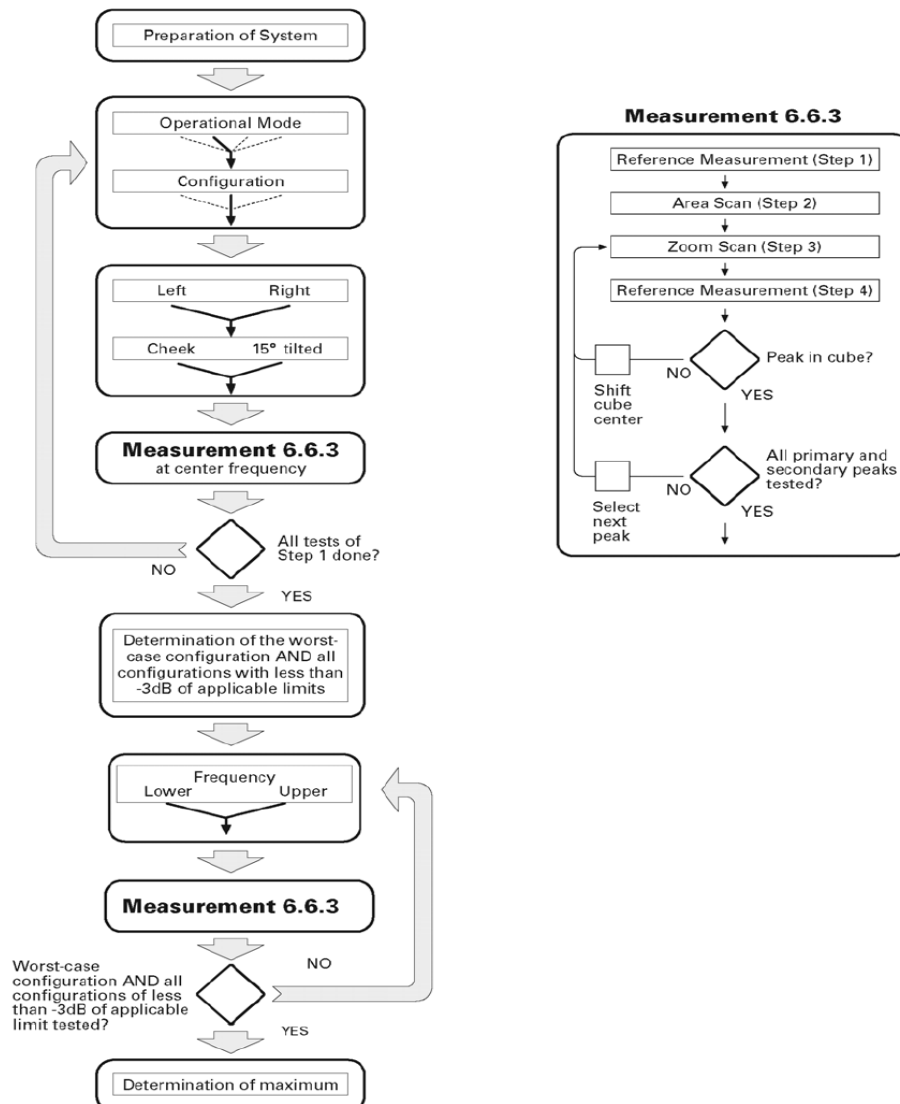 Preparation of System
Operational Mode
Configuration
Left Right
Cheek 15° tilted
Measurement 6.6.3
at center frequency
All tests of
Step 1 done?
NO
YES
Determination of the worst-
case configuration AND all
configurations with less than
-3dB of applicable limits
Frequency
Lower Upper
Measurement 6.6.3
Worst-case
configuration AND all
configurations of less
than -3dB of applicable
limit tested?
NO
YES
Determination of maximum
Measurement 6.6.3
Reference Measurement (Step 1)
Area Scan (Step 2)
Zoom Scan (Step 3)
Reference Measurement (Step 4)
Peak in cube?
NO
YES
Shift
cube
center
All primary and
secondary peaks
tested?
NO
YES
Select
next
peak